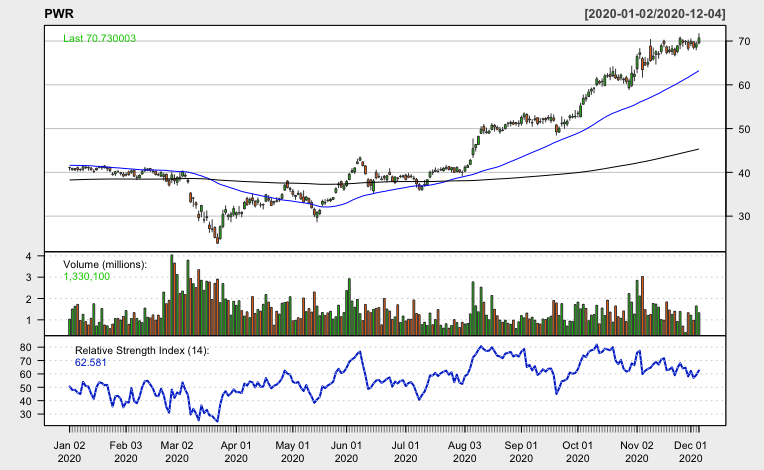 PWR [2020-01-02/2020-12-04]
Last 70.730003
70
60
50
40
30
Volume (millions):
1,330,100
4
3
2
1
Relative Strength Index (14):
62.581
80
70
60
50
40
30
Jan 02 Feb 03 Mar 02 Apr 01 May 01 Jun 01 Jul 01 Aug 03 Sep 01 Oct 01 Nov 02 Dec 01
2020 2020 2020 2020 2020 2020 2020 2020 2020 2020 2020 2020